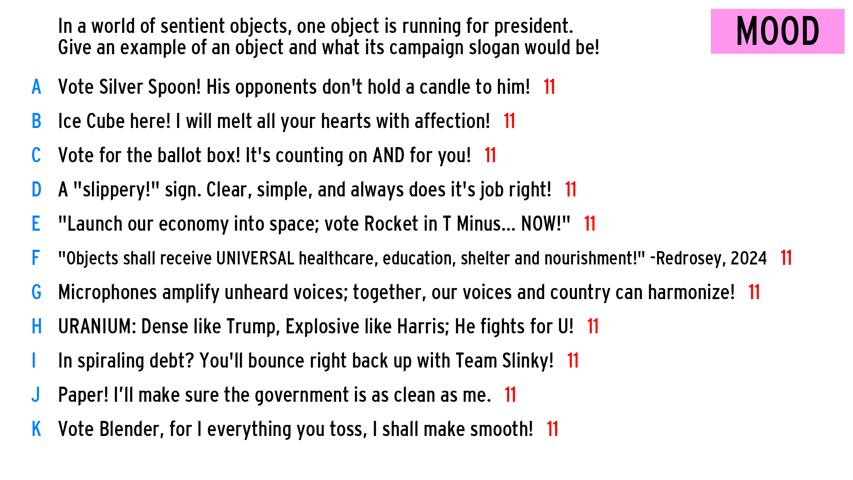 In a world of sentient objects, one object is running for president.
Give an example of an object and what its campaign slogan would be!
MOOD
A Vote Silver Spoon! His opponents don't hold a candle to him! 11
B Ice Cube here! I will melt all your hearts with affection! 11
C Vote for the ballot box! It's counting on AND for you! 11
D A "slippery!" sign. Clear, simple, and always does it's job right! 11
E "Launch our economy into space; vote Rocket in T Minus... NOW!" 11
F "Objects shall receive UNIVERSAL healthcare, education, shelter and nourishment!" -Redrosey, 2024 11
G Microphones amplify unheard voices; together, our voices and country can harmonize! 11
H URANIUM: Dense like Trump, Explosive like Harris; He fights for U! 11
I In spiraling debt? You'll bounce right back up with Team Slinky! 11
J Paper! I’ll make sure the government is as clean as me. 11
K Vote Blender, for I everything you toss, I shall make smooth! 11